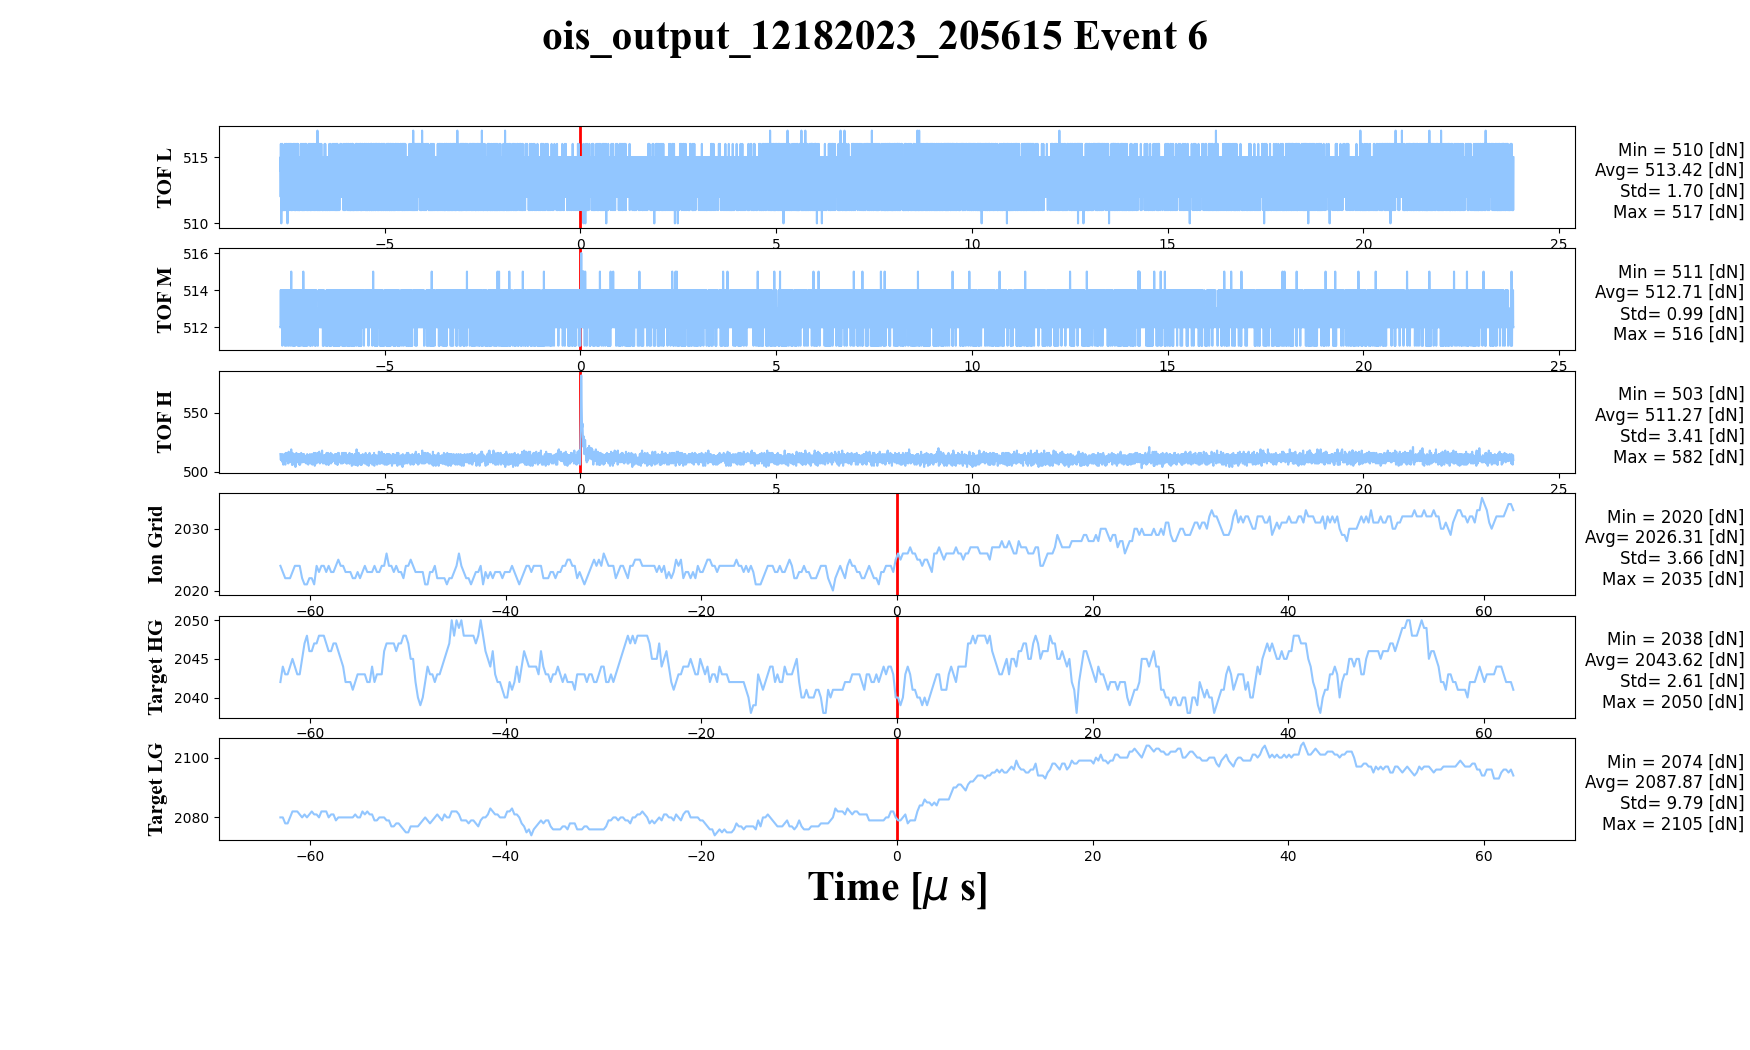 ois_output_12182023_205615 Event 6
TOF L
515
510
−5
0
5
10
15
20
25
Min = 510 [dN]
Avg= 513.42 [dN]
Std= 1.70 [dN]
Max = 517 [dN]
TOF M
516
514
512
−5
0
5
10
15
20
25
Min = 511 [dN]
Avg= 512.71 [dN]
Std= 0.99 [dN]
Max = 516 [dN]
TOF H
550
500
−5
0
5
10
15
20
25
Min = 503 [dN]
Avg= 511.27 [dN]
Std= 3.41 [dN]
Max = 582 [dN]
Ion Grid
2030
2020
−60
−40
−20
0
20
40
60
Min = 2020 [dN]
Avg= 2026.31 [dN]
Std= 3.66 [dN]
Max = 2035 [dN]
Target HG
2050
2045
2040
−60
−40
−20
0
20
40
60
Min = 2038 [dN]
Avg= 2043.62 [dN]
Std= 2.61 [dN]
Max = 2050 [dN]
Target LG
2100
2080
−60
−40
−20
0
20
40
60
Min = 2074 [dN]
Avg= 2087.87 [dN]
Std= 9.79 [dN]
Max = 2105 [dN]
Time [μ s]